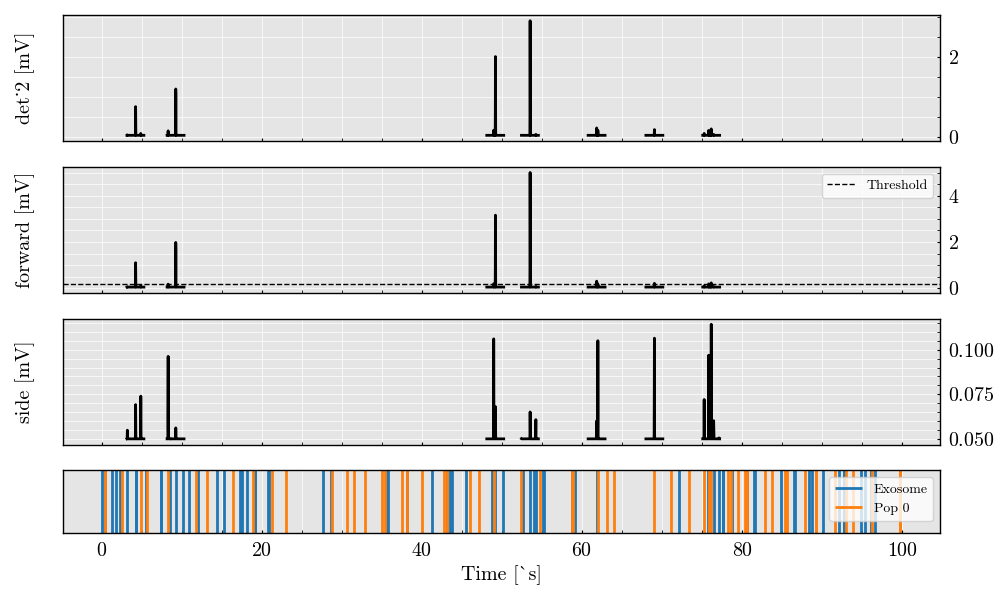 det˙2 [mV]
2
0
forward [mV]
Threshold
4
2
0
side [mV]
0.100
0.075
0.050
Exosome
Pop 0
0 20 40 60 80 100
Time [`s]